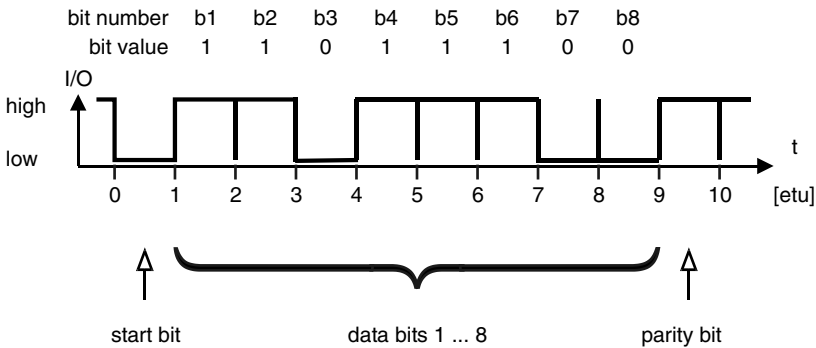 bit number b1 b2 b3 b4 b5 b6 b7 b8
bit value 1 1 0 1 1 1 0 0
I/O
high
low
t
0 1 2 3 4 5 6 7 8 9 10 [etu]
start bit data bits 1 ... 8 parity bit